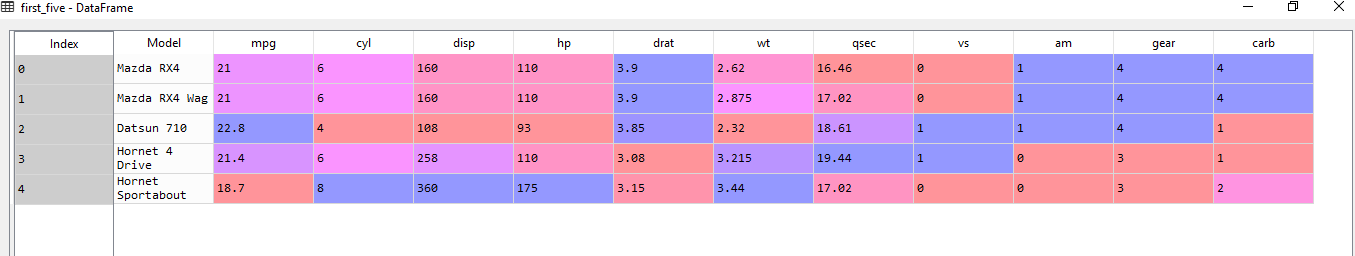 first_five - DataFrame
Index Model mpg cyl disp hp drat wt qsec vs am gear carb
0 Mazda RX4 21 6 160 110 3.9 2.62 16.46 0 1 4 4
1 Mazda RX4 Wag 21 6 160 110 3.9 2.875 17.02 0 1 4 4
2 Datsun 710 22.8 4 108 93 3.85 2.32 18.61 1 1 4 1
3 Hornet 4 Drive 21.4 6 258 110 3.08 3.215 19.44 1 0 3 1
4 Hornet Sportabout 18.7 8 360 175 3.15 3.44 17.02 0 0 3 2